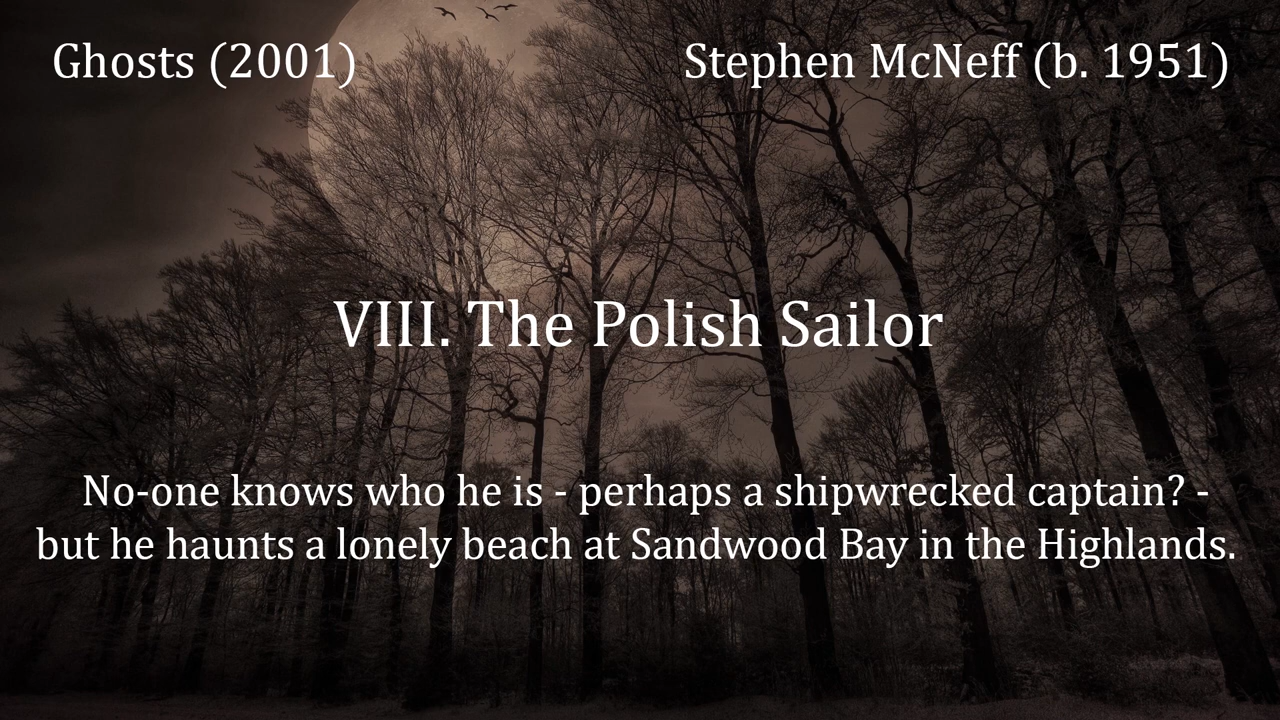 Ghosts (2001)
Stephen McNeff (b. 1951)
VIII. The Polish Sailor
No-one knows who he is - perhaps a shipwrecked captain? -
but he haunts a lonely beach at Sandwood Bay in the Highlands.